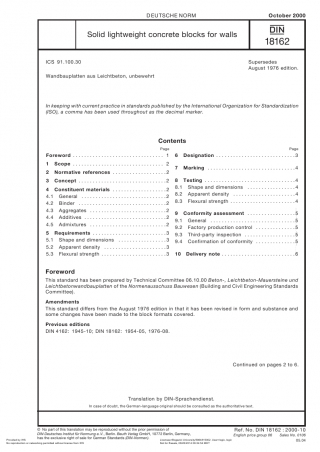 DEUTSCHE NORM
October 2000
Solid lightweight concrete blocks for walls
DIN
18162
ICS 91.100.30
Supersedes
August 1976 edition.
Wandbauplatten aus Leichtbeton, unbewehrt
In keeping with current practice in standards published by the International Organization for Standardization
(ISO), a comma has been used throughout as the decimal marker.
Contents
Page
Foreword . . . 1
1 Scope . . . 2
2 Normative references . . . 2
3 Concept . . . 2
4 Constituent materials . . . 2
4.1 General . . . 2
4.2 Binder . . . 2
4.3 Aggregates . . . 2
4.4 Additives . . . 2
4.5 Admixtures . . . 2
5 Requirements . . . 3
5.1 Shape and dimensions . . . 3
5.2 Apparent density . . . 3
5.3 Flexural strength . . . 3
Page
6 Designation . . . 3
7 Marking . . . 4
8 Testing . . . 4
8.1 Shape and dimensions . . . 4
8.2 Apparent density . . . 4
8.3 Flexural strength . . . 4
9 Conformity assessment . . . 5
9.1 General . . . 5
9.2 Factory production control . . . 5
9.3 Third-party inspection . . . 5
9.4 Confirmation of conformity . . . 5
10 Delivery note . . . 6
Foreword
This standard has been prepared by Technical Committee 06.10.00 Beton-, Leichtbeton-Mauersteine und
Leichtbetonwandbauplatten of the Normenausschuss Bauwesen (Building and Civil Engineering Standards
Committee).
Amendments
This standard differs from the August 1976 edition in that it has been revised in form and substance and
some changes have been made to the block formats covered.
Previous editions
DIN 4162: 1945-10; DIN 18162: 1954-05, 1976-08.
Continued on pages 2 to 6.
Translation by DIN-Sprachendienst.
In case of doubt, the German-language original should be consulted as the authoritative text.
© No part of this translation may be reproduced without the prior permission of
DIN Deutsches Institut für Normung e.V., Berlin. Beuth Verlag GmbH, 10772 Berlin, Germany,
has the exclusive right of sale for German Standards (DIN-Normen).
Ref. No. DIN 18162 : 2000-10
English price group 06 Sales No. 0106